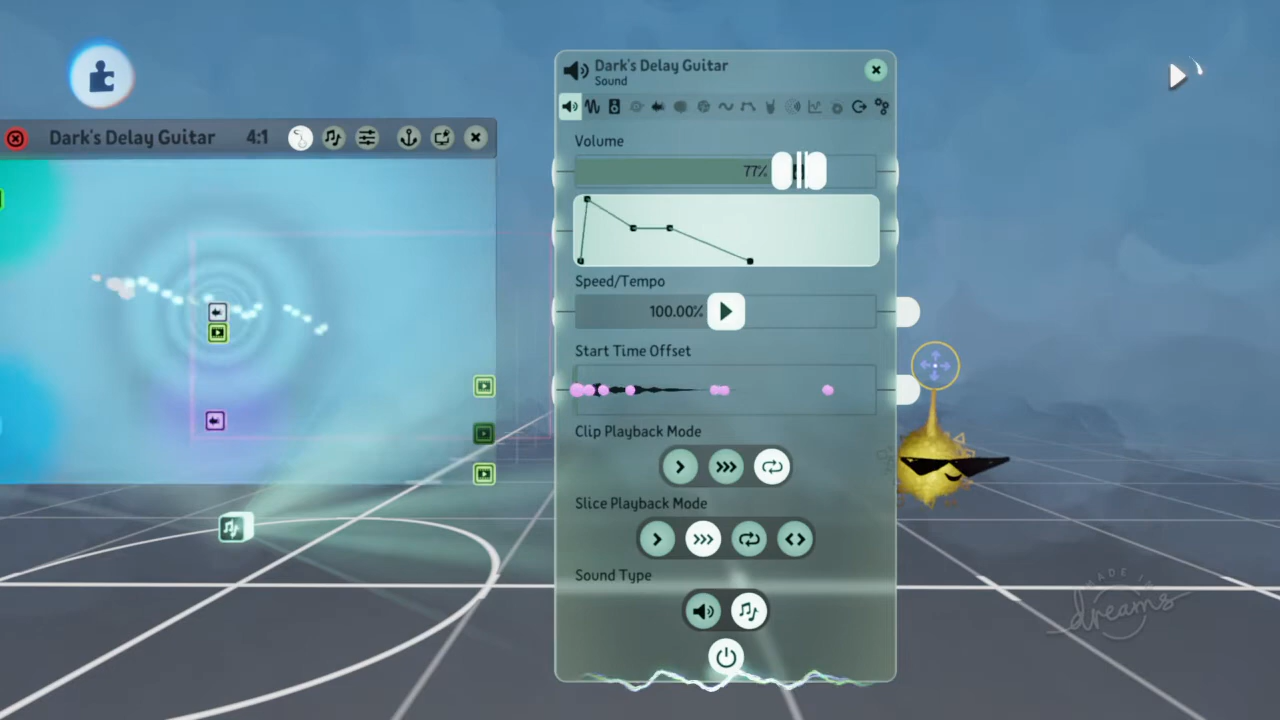 Dark's Delay Guitar
Sound
Dark's Delay Guitar 4:1
Volume
77%
Speed/Tempo
100.00%
Start Time Offset
Clip Playback Mode
Slice Playback Mode
Sound Type
MADE IN
dreams